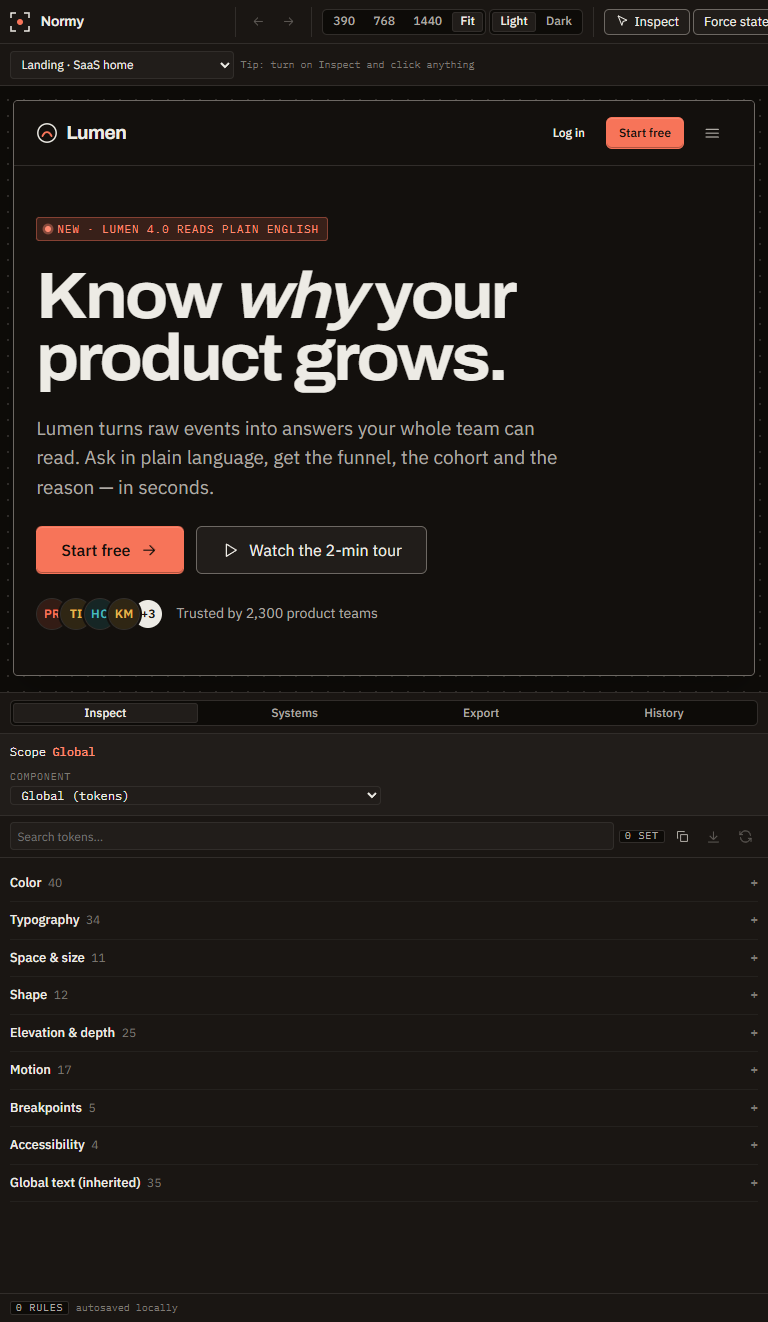 Normy
390 768 1440 Fit Light Dark Inspect Force state
Landing · SaaS home
Tip: turn on Inspect and click anything
Lumen
Log in
Start free
NEW · LUMEN 4.0 READS PLAIN ENGLISH
Know why your
product grows.
Lumen turns raw events into answers your whole team can
read. Ask in plain language, get the funnel, the cohort and the
reason — in seconds.
Start free
Watch the 2-min tour
PR TI HC KM +3
Trusted by 2,300 product teams
Inspect Systems Export History
Scope Global
COMPONENT
Global (tokens)
Search tokens…
0 SET
Color 40
Typography 34
Space & size 11
Shape 12
Elevation & depth 25
Motion 17
Breakpoints 5
Accessibility 4
Global text (inherited) 35
0 RULES autosaved locally